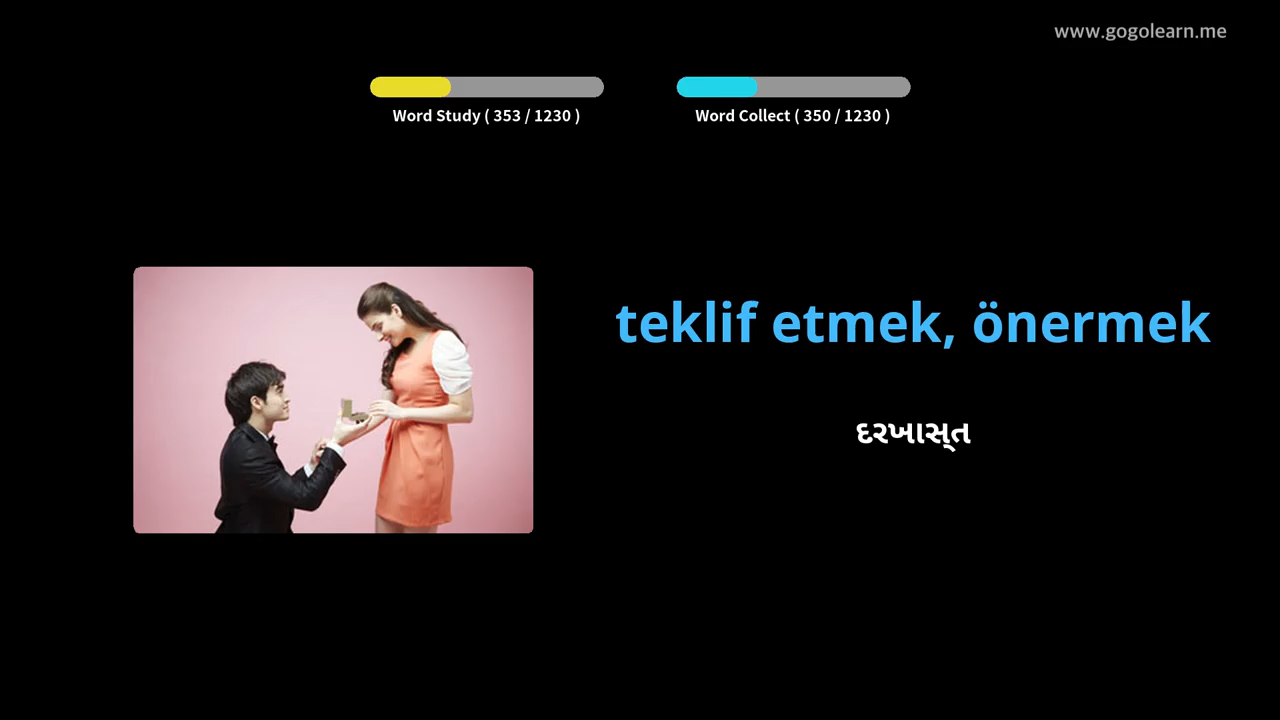 www.gogolearn.me
Word Study ( 353 / 1230 )
Word Collect ( 350 / 1230 )
teklif etmek, önermek
દરખાસ્ત